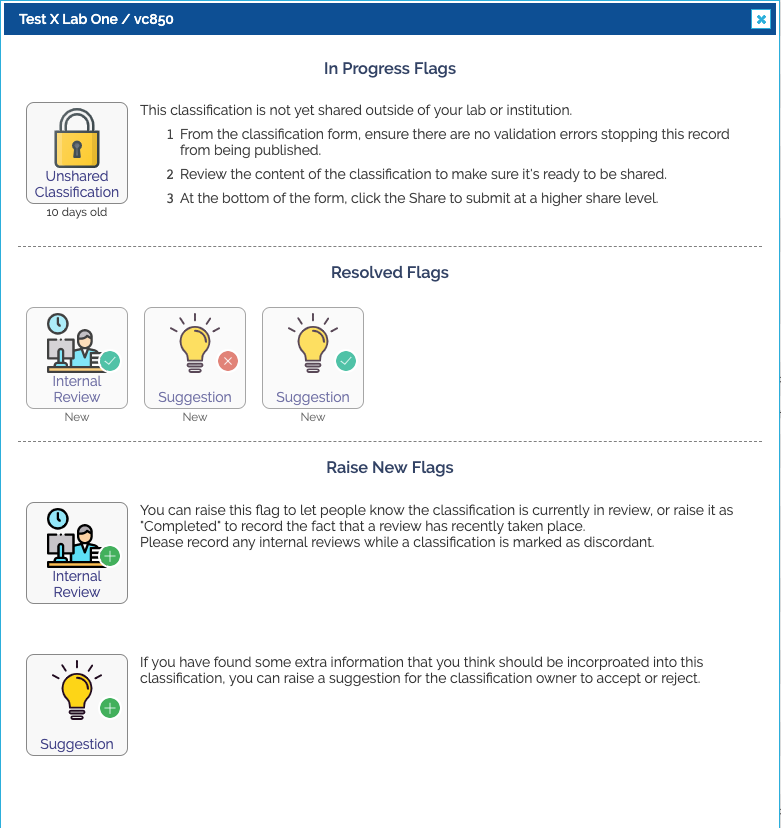 Test X Lab One / vc850
In Progress Flags
Unshared
Classification
10 days old
This classification is not yet shared outside of your lab or institution.
1 From the classification form, ensure there are no validation errors stopping this record
from being published.
2 Review the content of the classification to make sure it's ready to be shared.
3 At the bottom of the form, click the Share to submit at a higher share level.
Resolved Flags
Internal
Review
New
Suggestion
New
Suggestion
New
Raise New Flags
Internal
Review
You can raise this flag to let people know the classification is currently in review, or raise it as
"Completed" to record the fact that a review has recently taken place.
Please record any internal reviews while a classification is marked as discordant.
Suggestion
If you have found some extra information that you think should be incorproated into this
classification, you can raise a suggestion for the classification owner to accept or reject.